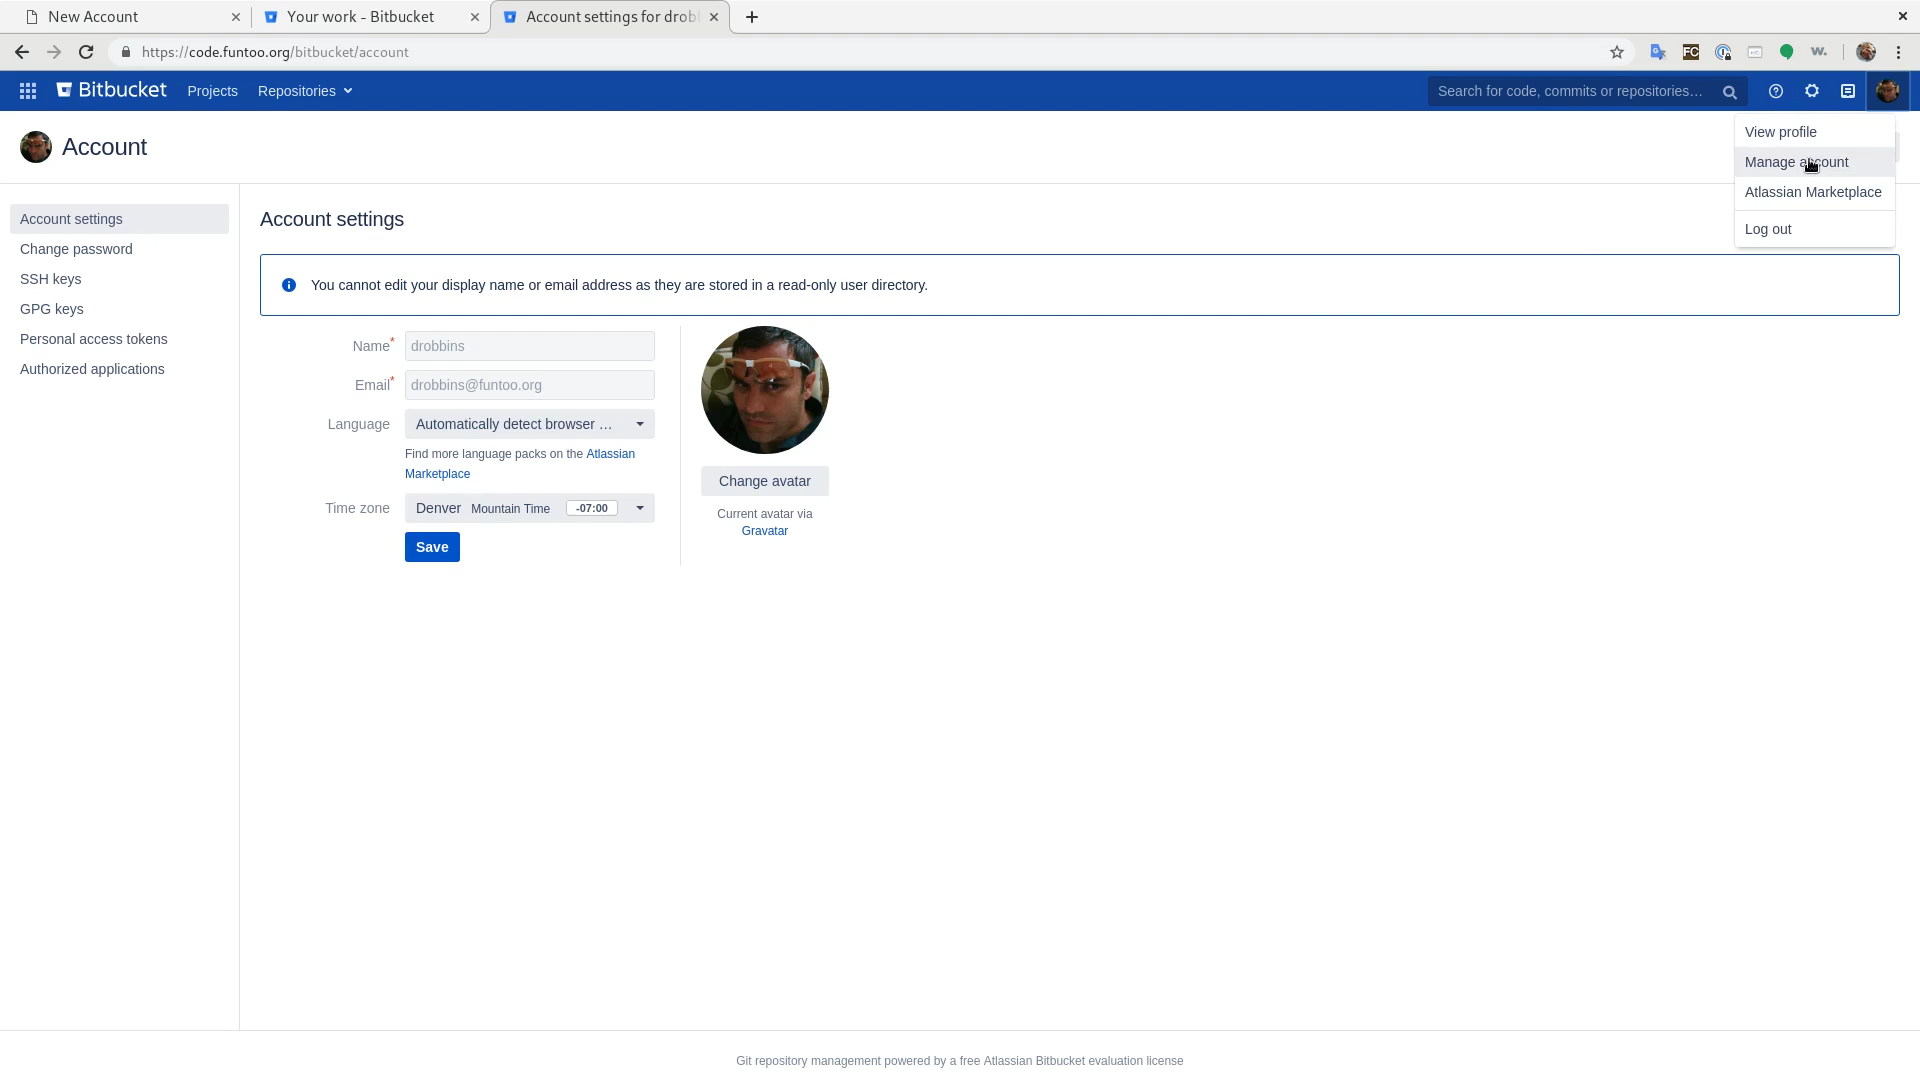 New Account
Your work - Bitbucket
Account settings for drob
https://code.funtoo.org/bitbucket/account
FC
w.
Bitbucket
Projects
Repositories
Search for code, commits or repositories…
Account
View profile
Manage account
Atlassian Marketplace
Log out
Account settings
Change password
SSH keys
GPG keys
Personal access tokens
Authorized applications
Account settings
You cannot edit your display name or email address as they are stored in a read-only user directory.
Name* drobbins
Email* drobbins@funtoo.org
Language Automatically detect browser …
Find more language packs on the Atlassian
Marketplace
Time zone Denver Mountain Time -07:00
Save
Change avatar
Current avatar via
Gravatar
Git repository management powered by a free Atlassian Bitbucket evaluation license